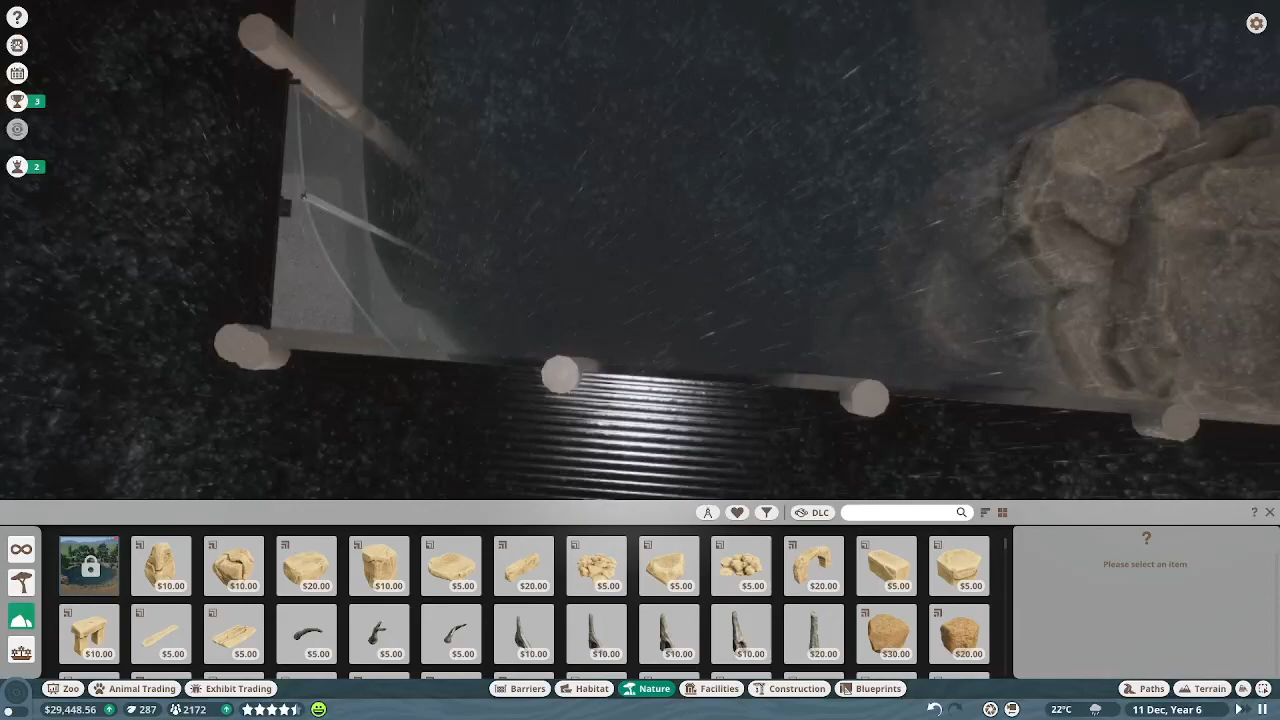 ?
3
2
DLC
? ×
$10.00 $10.00 $20.00 $10.00 $5.00 $20.00 $5.00 $5.00 $5.00 $20.00 $5.00 $5.00
Please select an item
$10.00 $5.00 $5.00 $5.00 $5.00 $5.00 $10.00 $10.00 $10.00 $10.00 $20.00 $30.00 $20.00
Zoo Animal Trading Exhibit Trading Barriers Habitat Nature Facilities Construction Blueprints Paths Terrain
$29,448.56 287 2172 22°C 11 Dec, Year 6